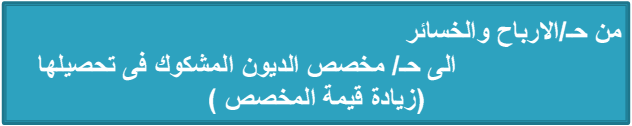 من حـ/الارباح والخسائر
الى حـ/ مخصص الديون المشكوك فى تحصيلها
(زيادة قيمة المخصص )